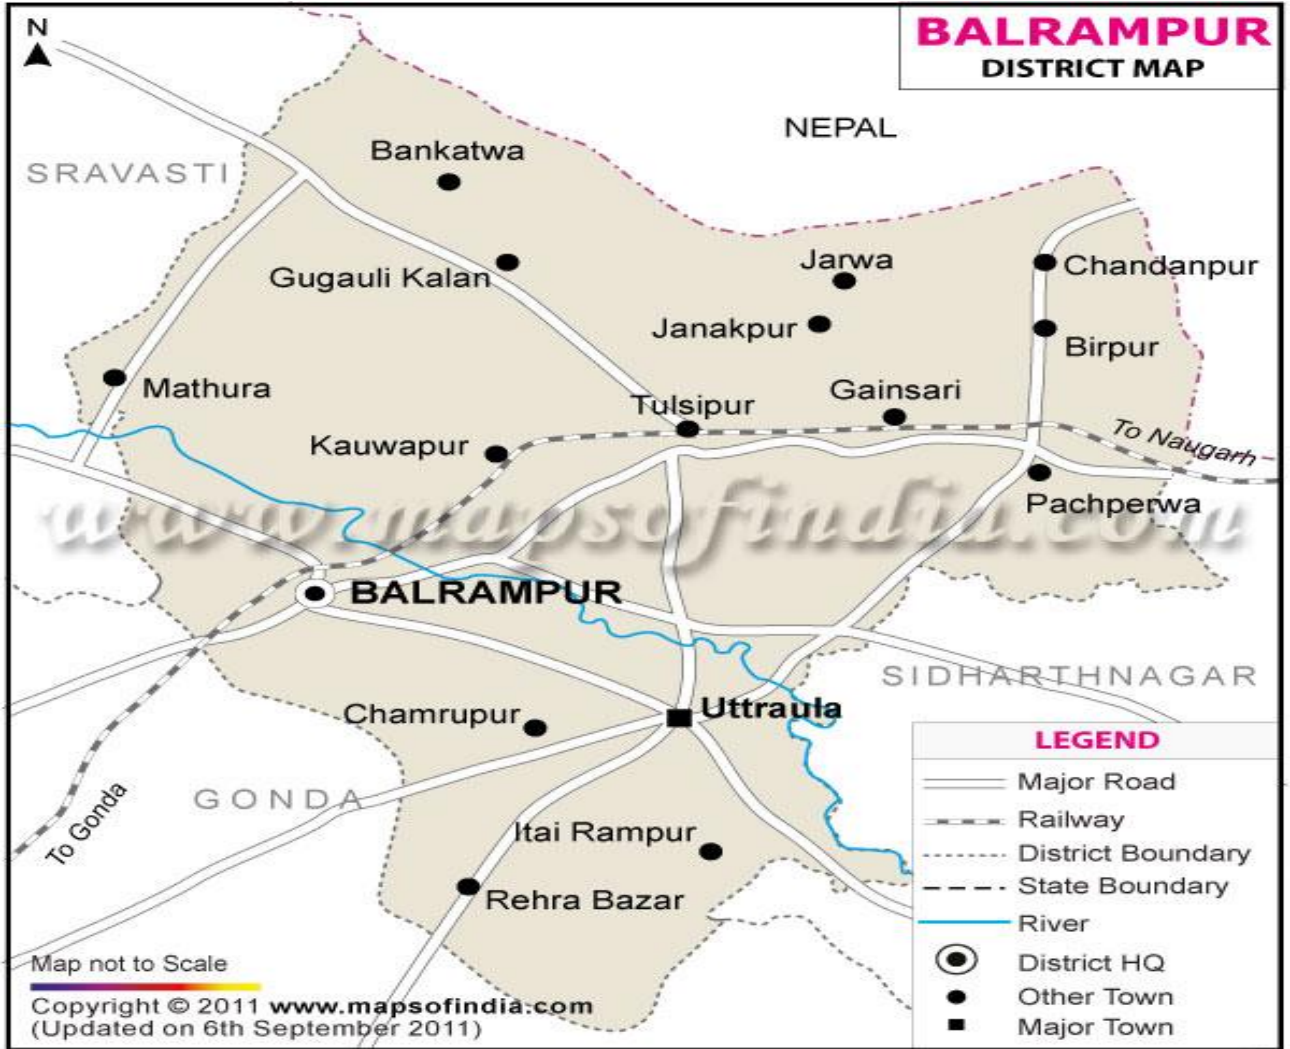 N
BALRAMPUR
DISTRICT MAP
NEPAL
Bankatwa
SRAVASTI
Jarwa
Chandanpur
Gugauli Kalan
Janakpur
Birpur
Mathura
Gainsari
Tulsipur
To Naugarh
Kauwapur
Pachperwa
www.mapsofindia.com
BALRAMPUR
SIDHARTHNAGAR
Uttraula
Chamrupur
LEGEND
Major Road
GONDA
Railway
To Gonda
Itai Rampur
District Boundary
State Boundary
Rehra Bazar
River
Map not to Scale
District HQ
Copyright © 2011 www.mapsofindia.com
Other Town
(Updated on 6th September 2011)
Major Town